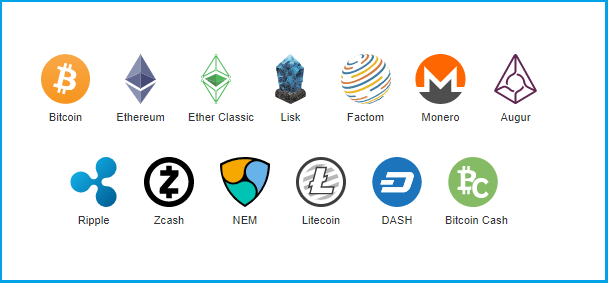 Bitcoin Ethereum Ether Classic Lisk Factom Monero Augur
Ripple Zcash NEM Litecoin DASH Bitcoin Cash